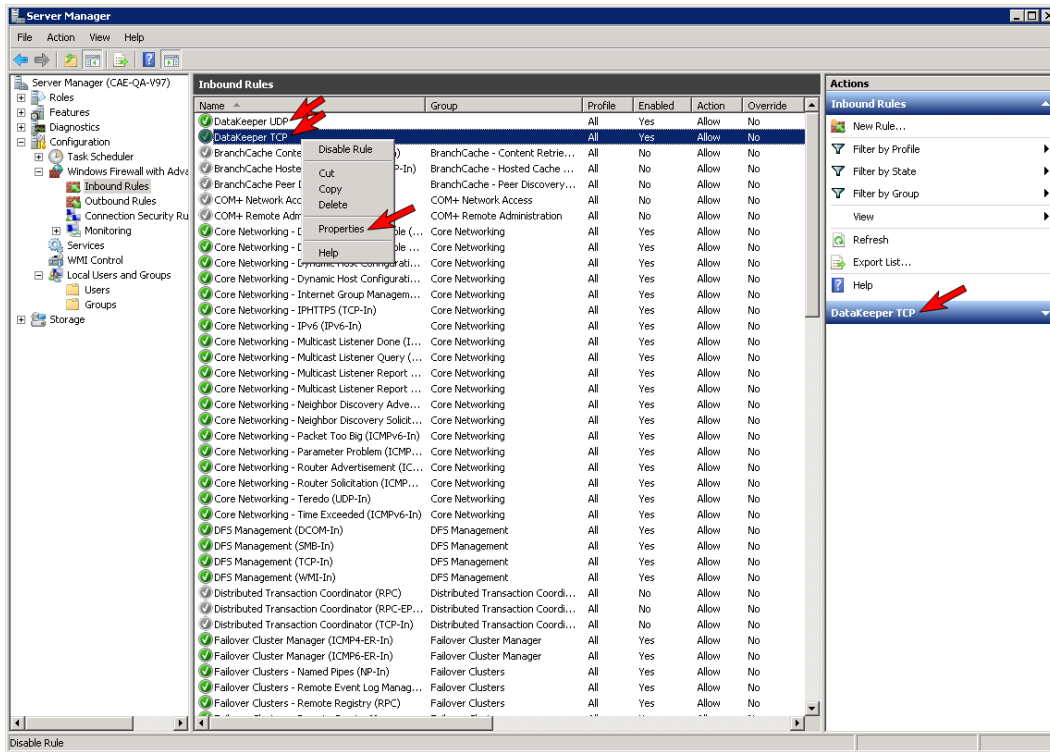 Server Manager
File Action View Help
Server Manager (CAE-QA-V97)
Roles
Features
Diagnostics
Configuration
Task Scheduler
Windows Firewall with Adva
Inbound Rules
Outbound Rules
Connection Security Ru
Monitoring
Services
WMI Control
Local Users and Groups
Users
Groups
Storage
Inbound Rules
Name Group Profile Enabled Action Override
DataKeeper UDP All Yes Allow No
DataKeeper TCP All Yes Allow No
BranchCache Conte ) BranchCache - Content Retrie... All No Allow No
BranchCache Hoste P-In) BranchCache - Hosted Cache ... All No Allow No
BranchCache Peer D BranchCache - Peer Discovery... All No Allow No
COM+ Network Acc COM+ Network Access All No Allow No
COM+ Remote Adm COM+ Remote Administration All No Allow No
Core Networking - D ble (... Core Networking All Yes Allow No
Core Networking - D ble ... Core Networking All Yes Allow No
Core Networking - Dynamic Host Configurati... Core Networking All Yes Allow No
Core Networking - Dynamic Host Configurati... Core Networking All Yes Allow No
Core Networking - Internet Group Managem... Core Networking All Yes Allow No
Core Networking - IPHTTPS (TCP-In) Core Networking All Yes Allow No
Core Networking - IPv6 (IPv6-In) Core Networking All Yes Allow No
Core Networking - Multicast Listener Done (I... Core Networking All Yes Allow No
Core Networking - Multicast Listener Query (... Core Networking All Yes Allow No
Core Networking - Multicast Listener Report ... Core Networking All Yes Allow No
Core Networking - Multicast Listener Report ... Core Networking All Yes Allow No
Core Networking - Neighbor Discovery Adve... Core Networking All Yes Allow No
Core Networking - Neighbor Discovery Solicit... Core Networking All Yes Allow No
Core Networking - Packet Too Big (ICMPv6-In) Core Networking All Yes Allow No
Core Networking - Parameter Problem (ICMP... Core Networking All Yes Allow No
Core Networking - Router Advertisement (IC... Core Networking All Yes Allow No
Core Networking - Router Solicitation (ICMP... Core Networking All Yes Allow No
Core Networking - Teredo (UDP-In) Core Networking All Yes Allow No
Core Networking - Time Exceeded (ICMPv6-In) Core Networking All Yes Allow No
DFS Management (DCOM-In) DFS Management All Yes Allow No
DFS Management (SMB-In) DFS Management All Yes Allow No
DFS Management (TCP-In) DFS Management All Yes Allow No
DFS Management (WMI-In) DFS Management All Yes Allow No
Distributed Transaction Coordinator (RPC) Distributed Transaction Coordi... All No Allow No
Distributed Transaction Coordinator (RPC-EP... Distributed Transaction Coordi... All No Allow No
Distributed Transaction Coordinator (TCP-In) Distributed Transaction Coordi... All No Allow No
Failover Cluster Manager (ICMP4-ER-In) Failover Cluster Manager All Yes Allow No
Failover Cluster Manager (ICMP6-ER-In) Failover Cluster Manager All Yes Allow No
Failover Clusters - Named Pipes (NP-In) Failover Clusters All Yes Allow No
Failover Clusters - Remote Event Log Manag... Failover Clusters All Yes Allow No
Failover Clusters - Remote Registry (RPC) Failover Clusters All Yes Allow No
Disable Rule
Cut
Copy
Delete
Properties
Help
Actions
Inbound Rules
New Rule...
Filter by Profile
Filter by State
Filter by Group
View
Refresh
Export List...
Help
DataKeeper TCP
Disable Rule